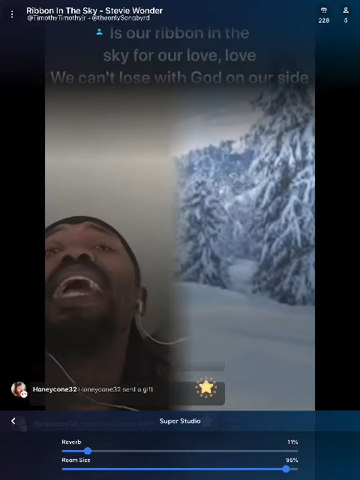 Ribbon In The Sky - Stevie Wonder
@TimothyTimothyJr · @theonlySongbyrd
228
5
Is our ribbon in the
sky for our love, love
We can't lose with God on our side
Honeycone32 Honeycone32 sent a gift
Super Studio
Reverb 11%
Room Size 96%